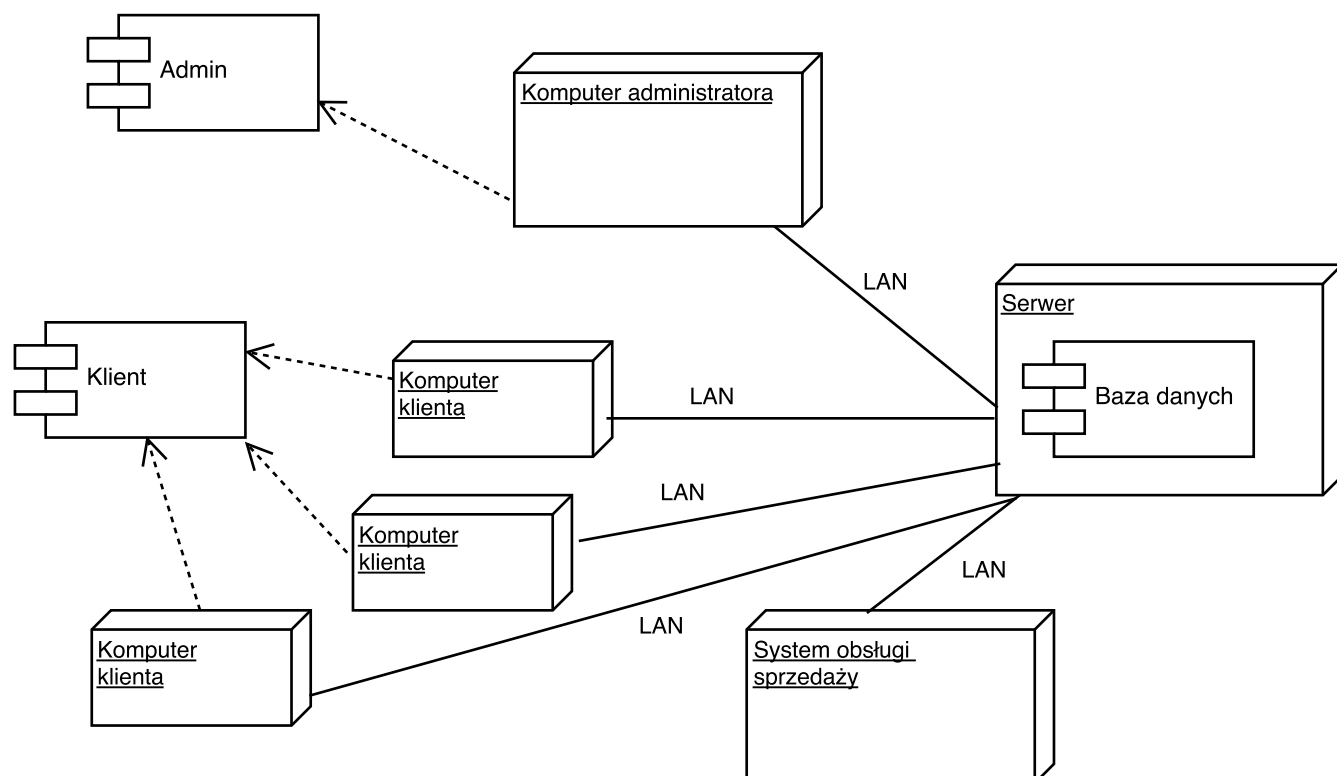 Admin
Komputer administratora
LAN
Serwer
Klient
Komputer
klienta
LAN
Baza danych
LAN
Komputer
klienta
LAN
LAN
Komputer
klienta
System obsługi
sprzedaży